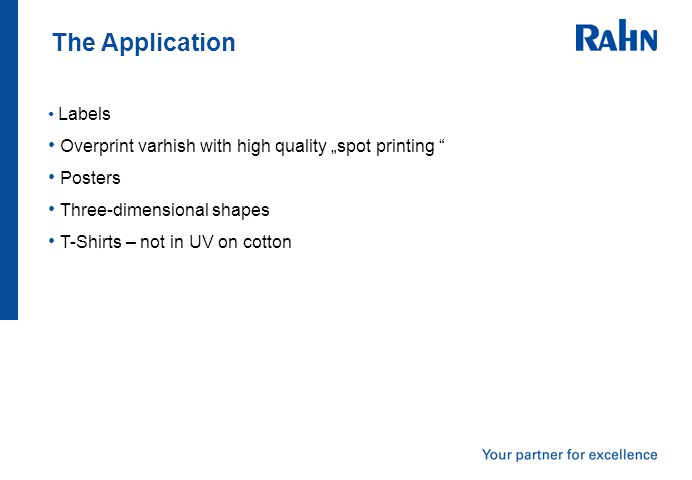 The Application
RAHN
• Labels
• Overprint varhish with high quality „spot printing “
• Posters
• Three-dimensional shapes
• T-Shirts – not in UV on cotton
Your partner for excellence